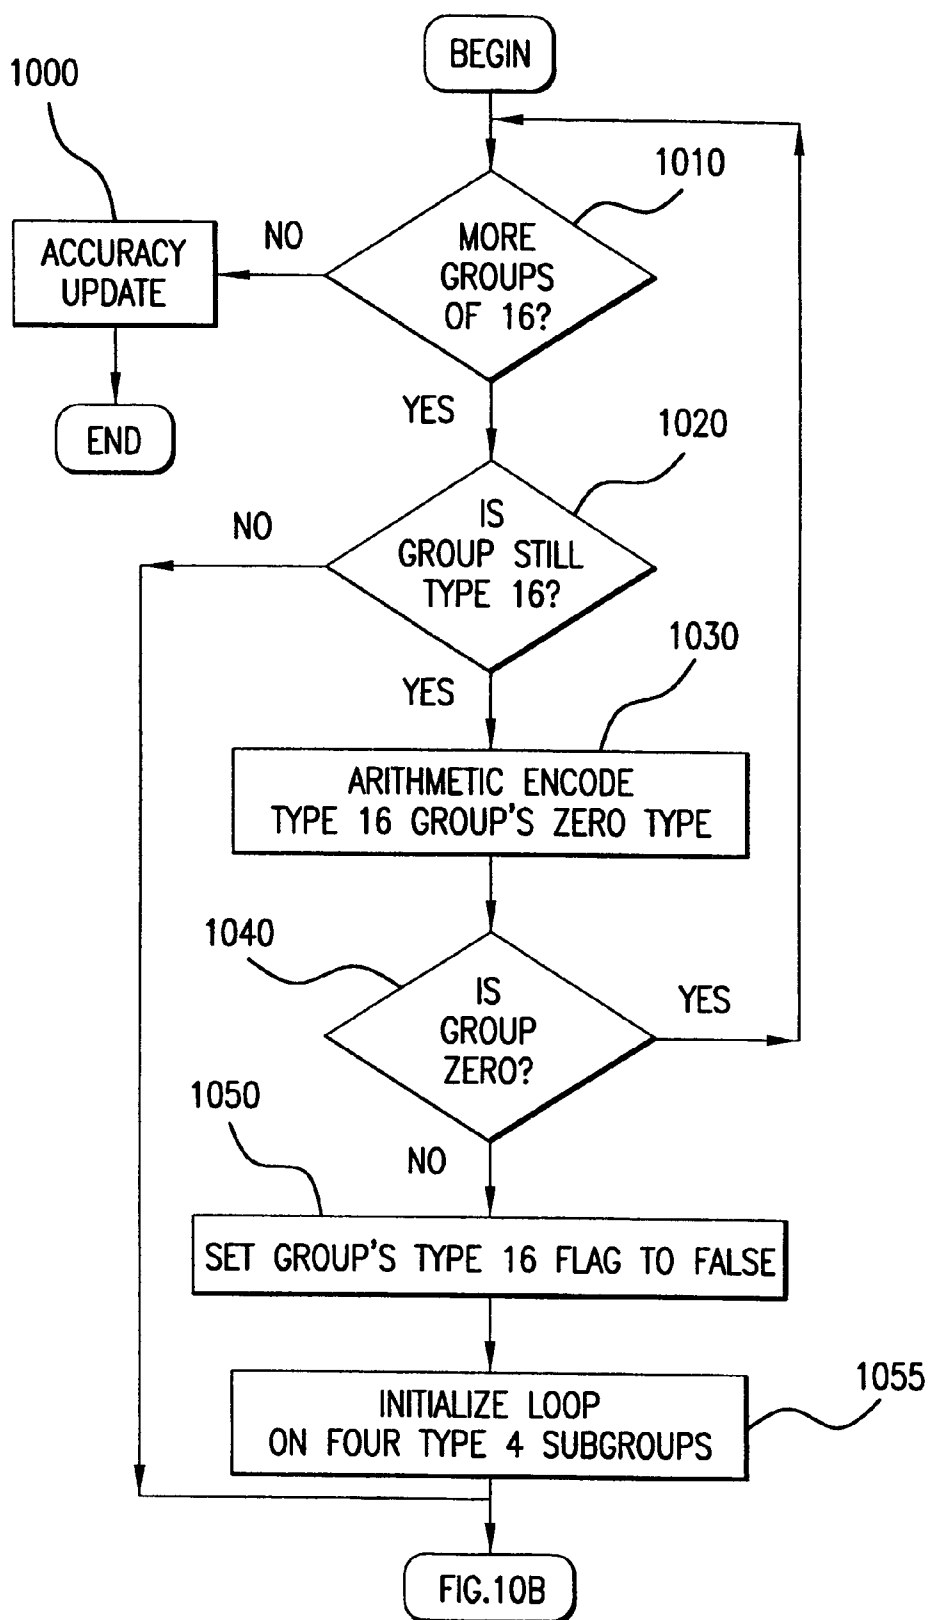 BEGIN
1000
1010
MORE
GROUPS
OF 16?
NO
ACCURACY
UPDATE
YES
END
1020
IS
GROUP STILL
TYPE 16?
NO
1030
YES
ARITHMETIC ENCODE
TYPE 16 GROUP'S ZERO TYPE
1040
IS
GROUP
ZERO?
YES
1050
NO
SET GROUP'S TYPE 16 FLAG TO FALSE
1055
INITIALIZE LOOP
ON FOUR TYPE 4 SUBGROUPS
FIG.10B